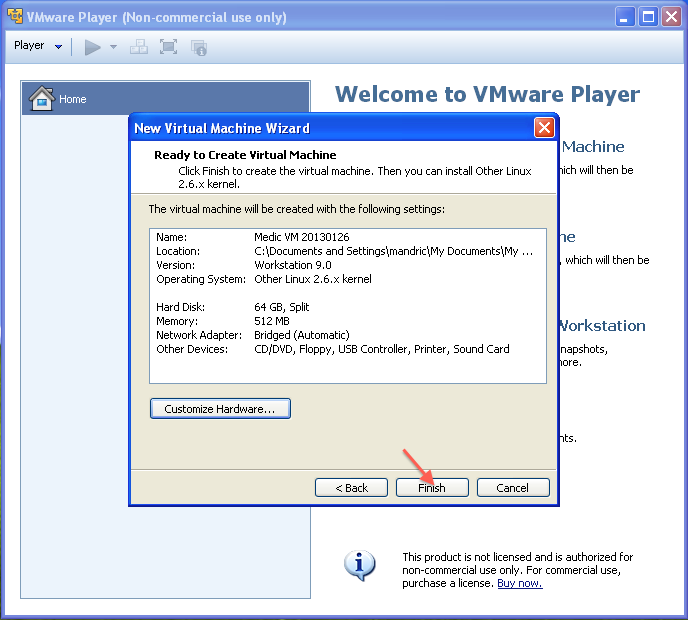 VMware Player (Non-commercial use only)
Player
Home
Welcome to VMware Player
Machine
hich will then be
ne
, which will then be
Workstation
napshots,
ore.
nts.
New Virtual Machine Wizard
Ready to Create Virtual Machine
Click Finish to create the virtual machine. Then you can install Other Linux
2.6.x kernel.
The virtual machine will be created with the following settings:
Name: Medic VM 20130126
Location: C:\Documents and Settings\mandric\My Documents\My ...
Version: Workstation 9.0
Operating System: Other Linux 2.6.x kernel
Hard Disk: 64 GB, Split
Memory: 512 MB
Network Adapter: Bridged (Automatic)
Other Devices: CD/DVD, Floppy, USB Controller, Printer, Sound Card
Customize Hardware...
< Back
Finish
Cancel
This product is not licensed and is authorized for
non-commercial use only. For commercial use,
purchase a license. Buy now.